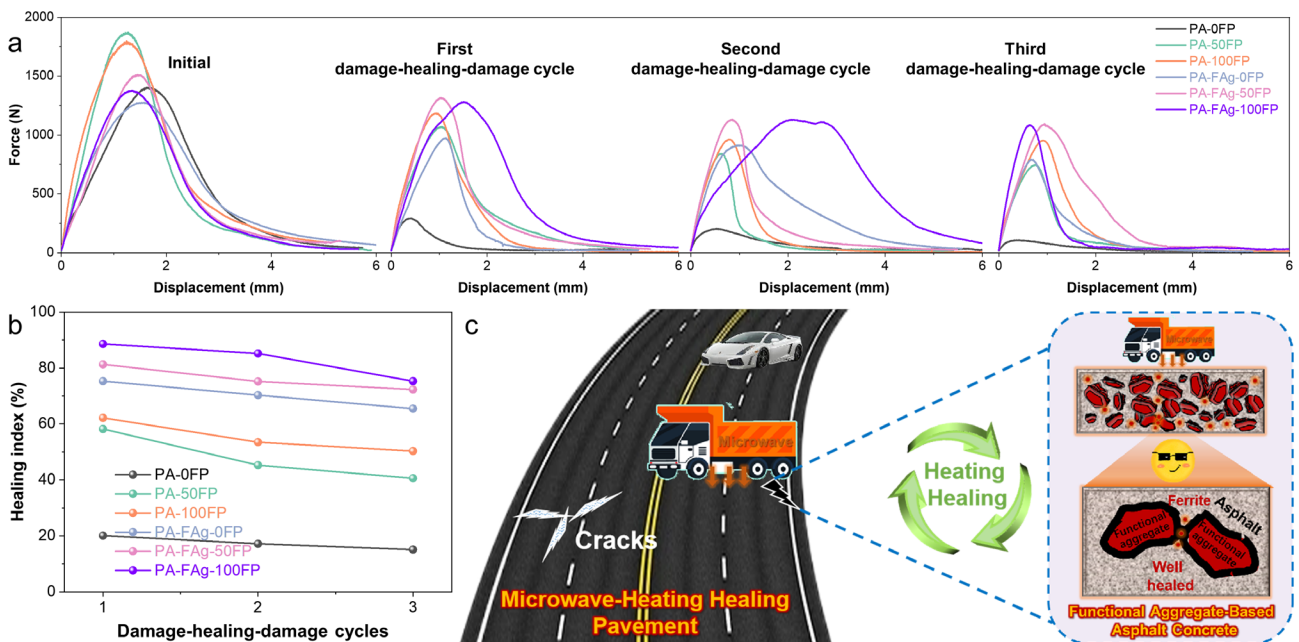 a
2000
1500
1000
500
0
Force (N)
Initial
First
damage-healing-damage cycle
Second
damage-healing-damage cycle
Third
damage-healing-damage cycle
PA-0FP
PA-50FP
PA-100FP
PA-FAg-0FP
PA-FAg-50FP
PA-FAg-100FP
0 2 4 6
0 2 4 6
0 2 4 6
0 2 4 6
Displacement (mm)
Displacement (mm)
Displacement (mm)
Displacement (mm)
b
100
80
60
40
20
0
Healing index (%)
PA-0FP
PA-50FP
PA-100FP
PA-FAg-0FP
PA-FAg-50FP
PA-FAg-100FP
1 2 3
Damage-healing-damage cycles
c
Microwave
Cracks
Microwave-Heating Healing
Pavement
Heating
Healing
Microwave
Ferrite
Asphalt
Functional
aggregate
Functional
aggregate
Well
healed
Functional Aggregate-Based
Asphalt Concrete